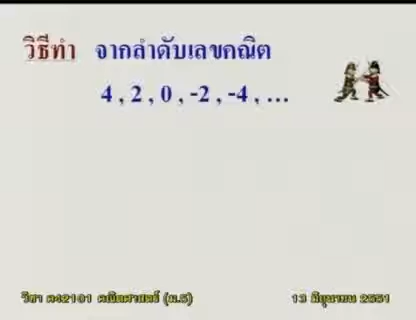 วิธีทำ จากลำดับเลขคณิต
4 , 2 , 0 , -2 , -4 , ...
วิชา ค42101 คณิตศาสตร์ (ม.5)
13 มิถุนายน 2551